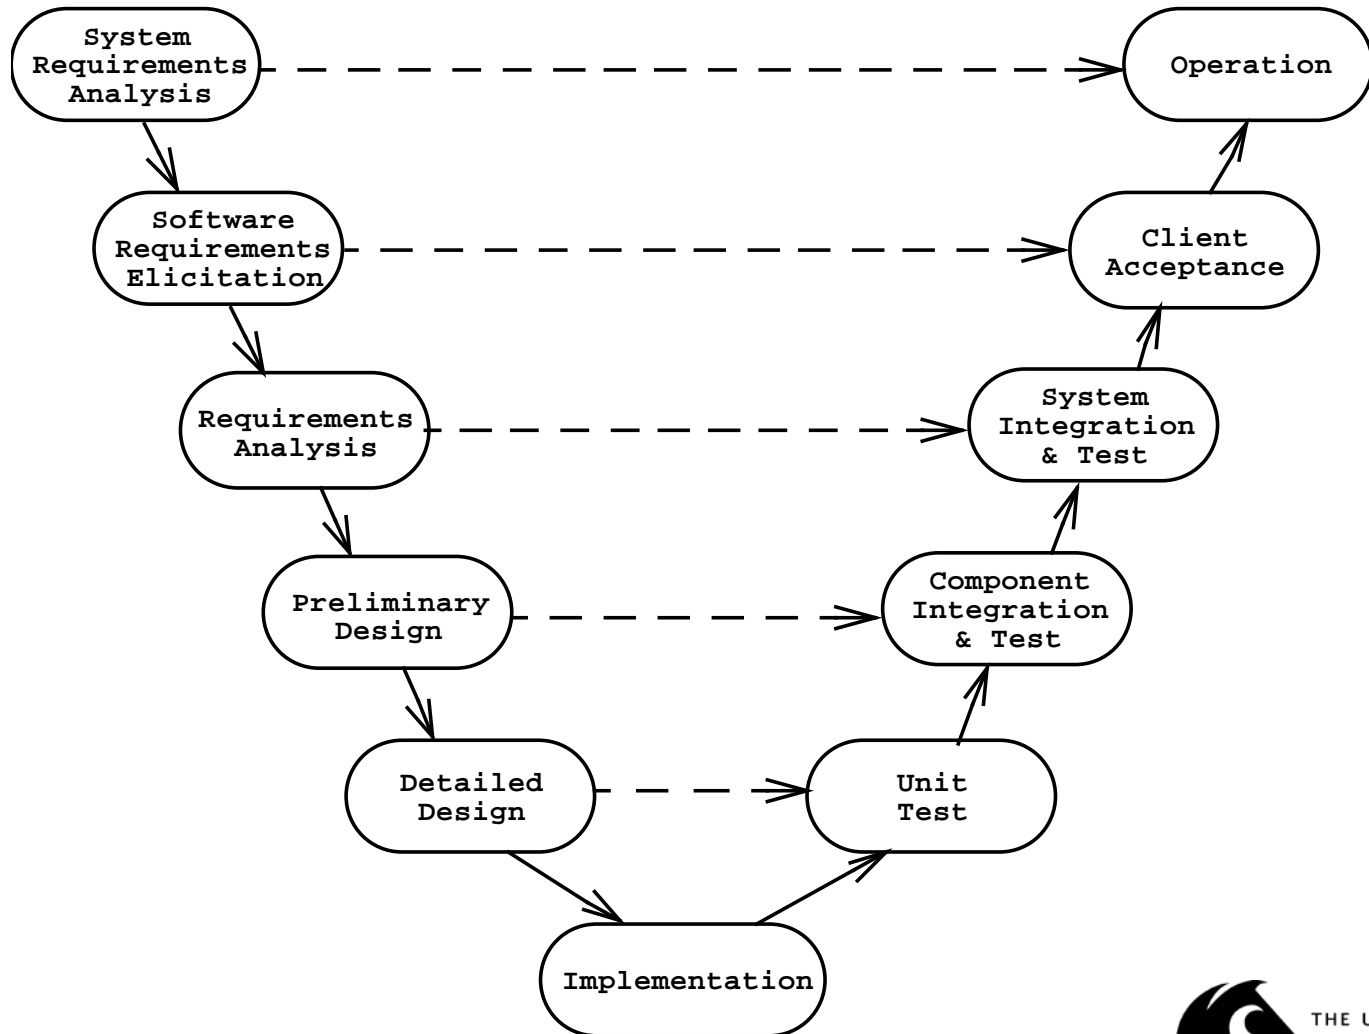 System
Requirements
Analysis
Operation
Software
Requirements
Elicitation
Client
Acceptance
Requirements
Analysis
System
Integration
& Test
Preliminary
Design
Component
Integration
& Test
Detailed
Design
Unit
Test
Implementation
THE